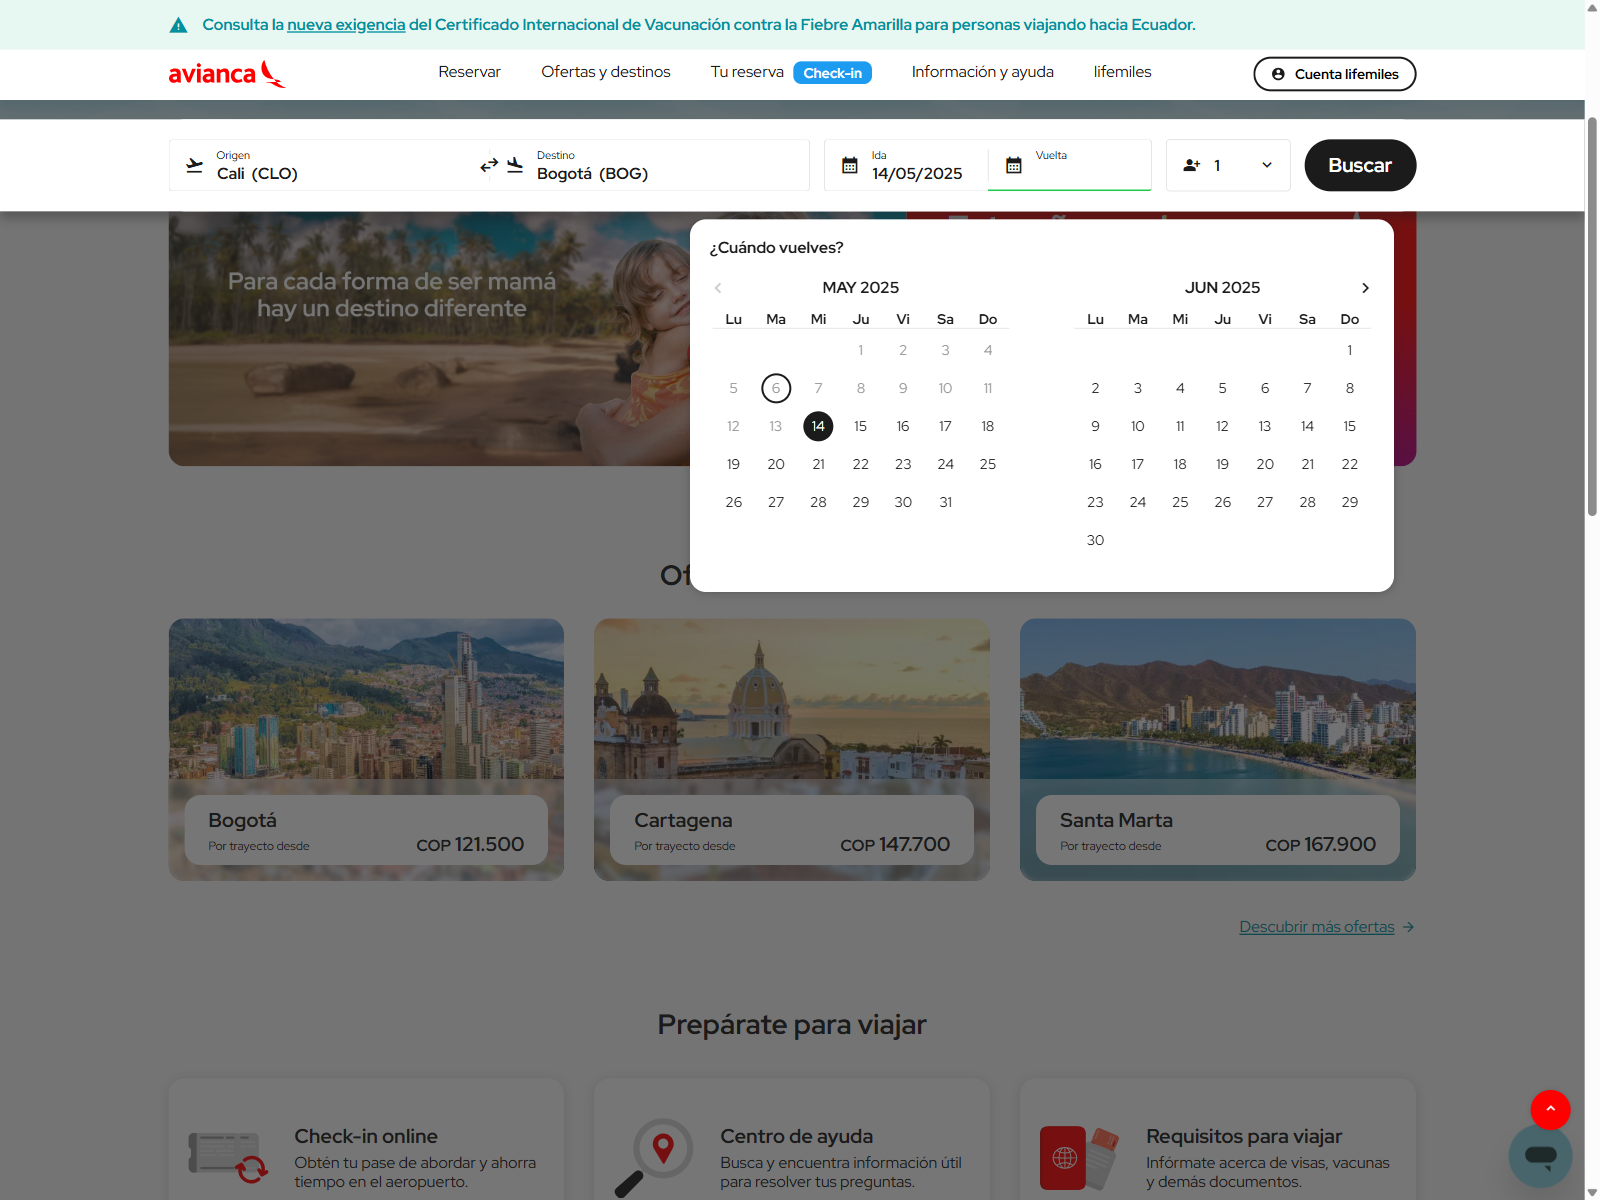 Consulta la nueva exigencia del Certificado Internacional de Vacunación contra la Fiebre Amarilla para personas viajando hacia Ecuador.
avianca
Reservar
Ofertas y destinos
Tu reserva
Check-in
Información y ayuda
lifemiles
Cuenta lifemiles
Origen
Cali (CLO)
Destino
Bogotá (BOG)
Ida
14/05/2025
Vuelta
1
Buscar
Para cada forma de ser mamá
hay un destino diferente
¿Cuándo vuelves?
MAY 2025
Lu Ma Mi Ju Vi Sa Do
1 2 3 4
5 6 7 8 9 10 11
12 13 14 15 16 17 18
19 20 21 22 23 24 25
26 27 28 29 30 31
JUN 2025
Lu Ma Mi Ju Vi Sa Do
1
2 3 4 5 6 7 8
9 10 11 12 13 14 15
16 17 18 19 20 21 22
23 24 25 26 27 28 29
30
Bogotá
Por trayecto desde
COP 121.500
Cartagena
Por trayecto desde
COP 147.700
Santa Marta
Por trayecto desde
COP 167.900
Descubrir más ofertas
Prepárate para viajar
Check-in online
Obtén tu pase de abordar y ahorra
tiempo en el aeropuerto.
Centro de ayuda
Busca y encuentra información útil
para resolver tus preguntas.
Requisitos para viajar
Infórmate acerca de visas, vacunas
y demás documentos.